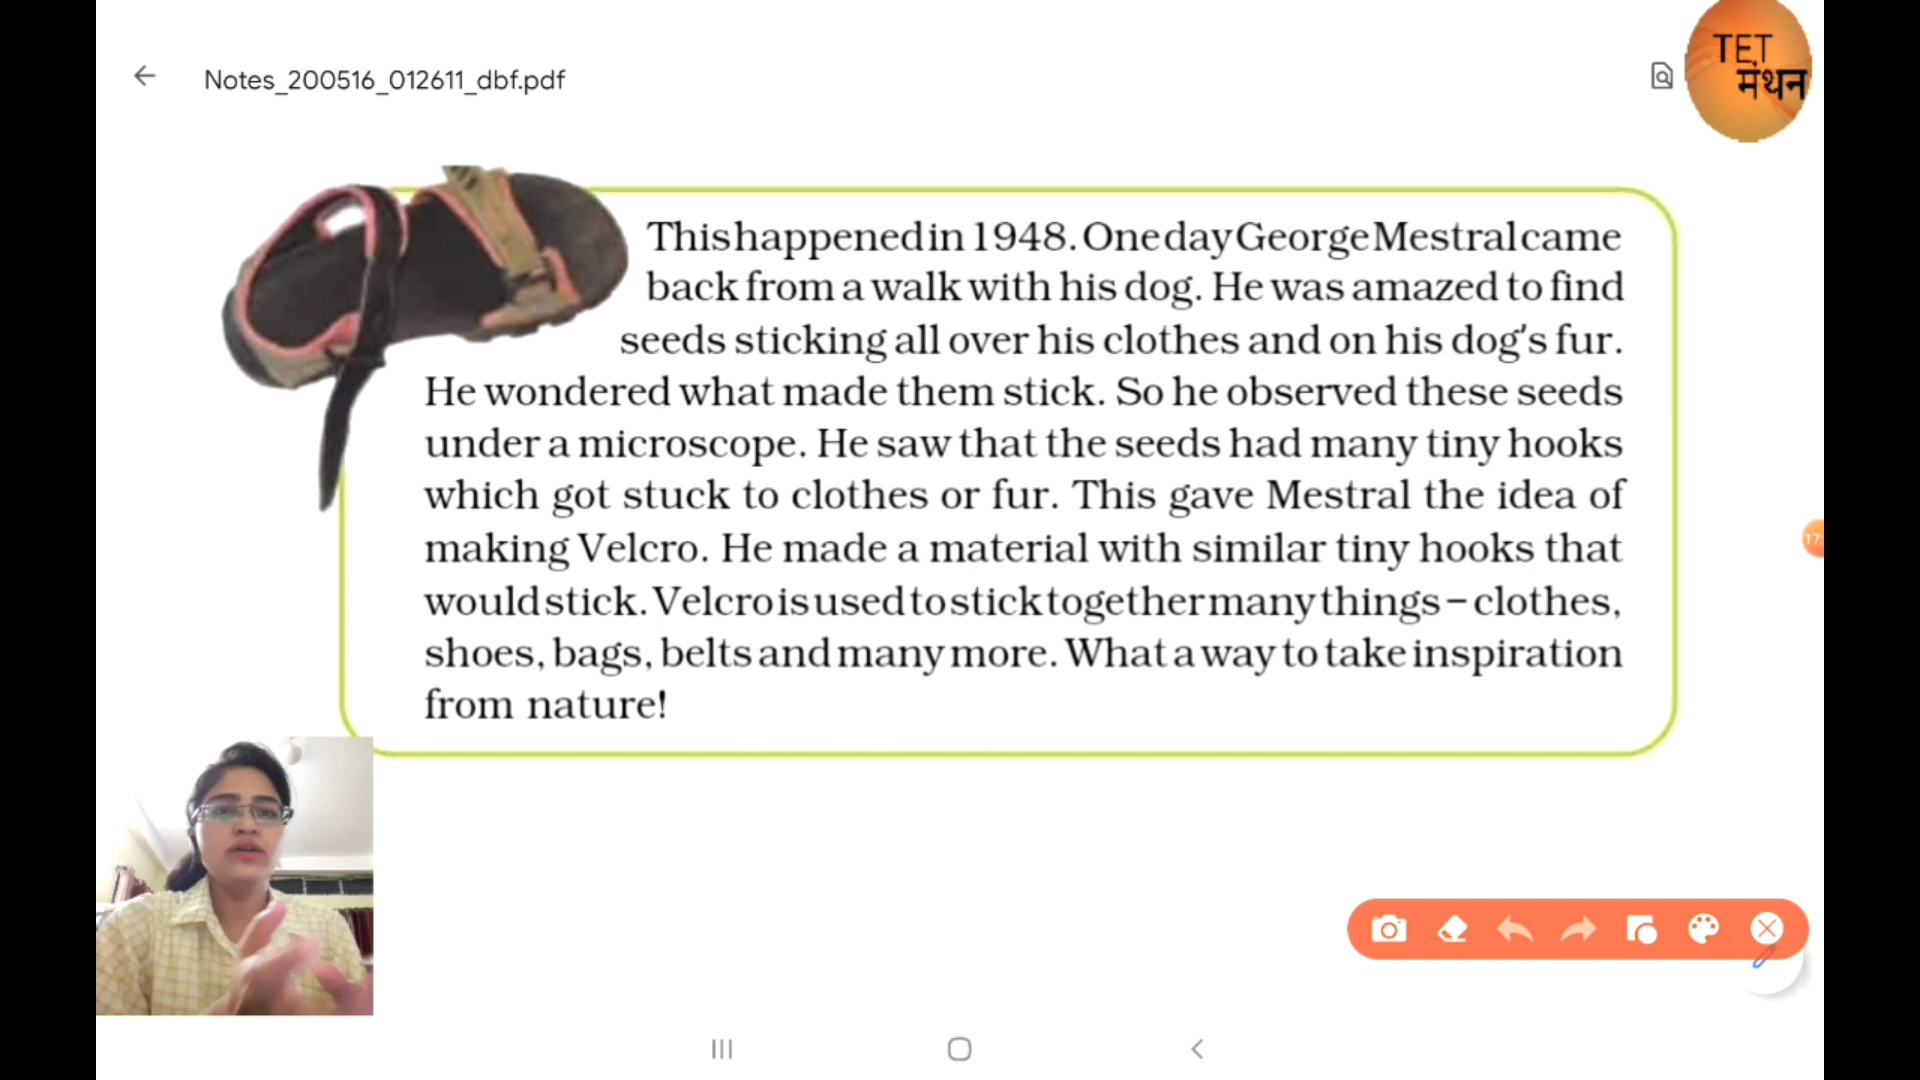 Notes_200516_012611_dbf.pdf
TET
मंथन
This happened in 1948. One day George Mestral came
back from a walk with his dog. He was amazed to find
seeds sticking all over his clothes and on his dog's fur.
He wondered what made them stick. So he observed these seeds
under a microscope. He saw that the seeds had many tiny hooks
which got stuck to clothes or fur. This gave Mestral the idea of
making Velcro. He made a material with similar tiny hooks that
would stick. Velcro is used to stick together many things – clothes,
shoes, bags, belts and many more. What a way to take inspiration
from nature!